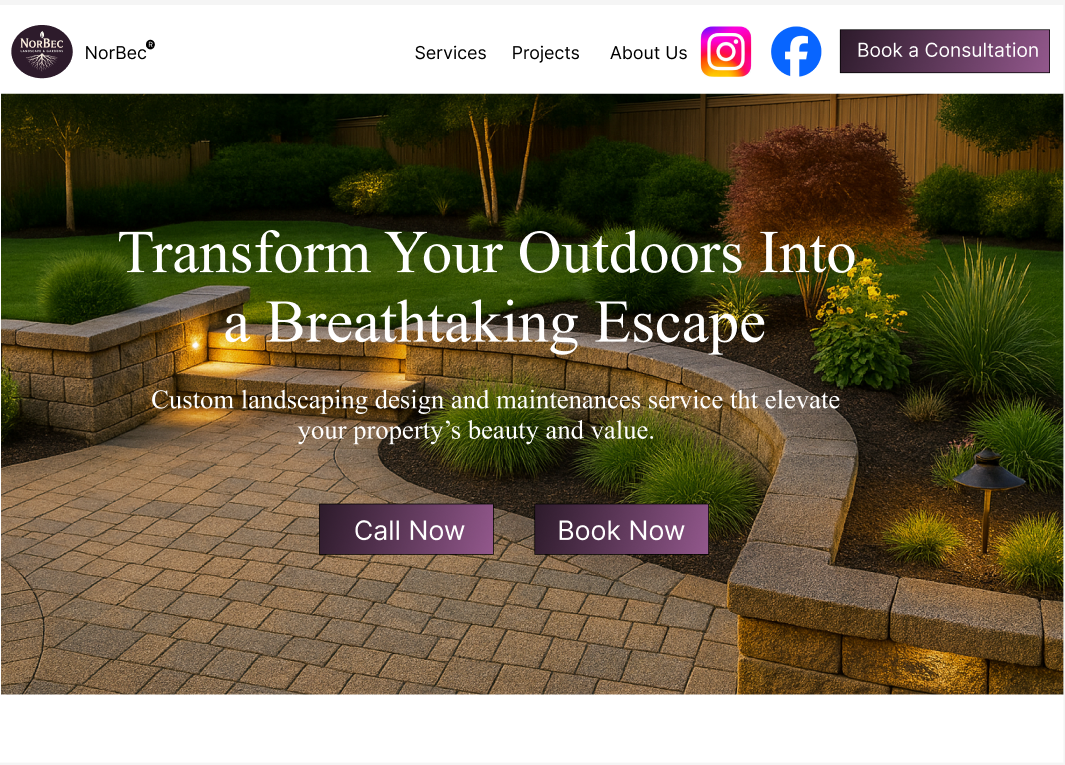 NORBEC
LANDSCAPE & GARDENS
NorBec®
Services
Projects
About Us
Book a Consultation
Transform Your Outdoors Into
a Breathtaking Escape
Custom landscaping design and maintenances service tht elevate
your property’s beauty and value.
Call Now
Book Now